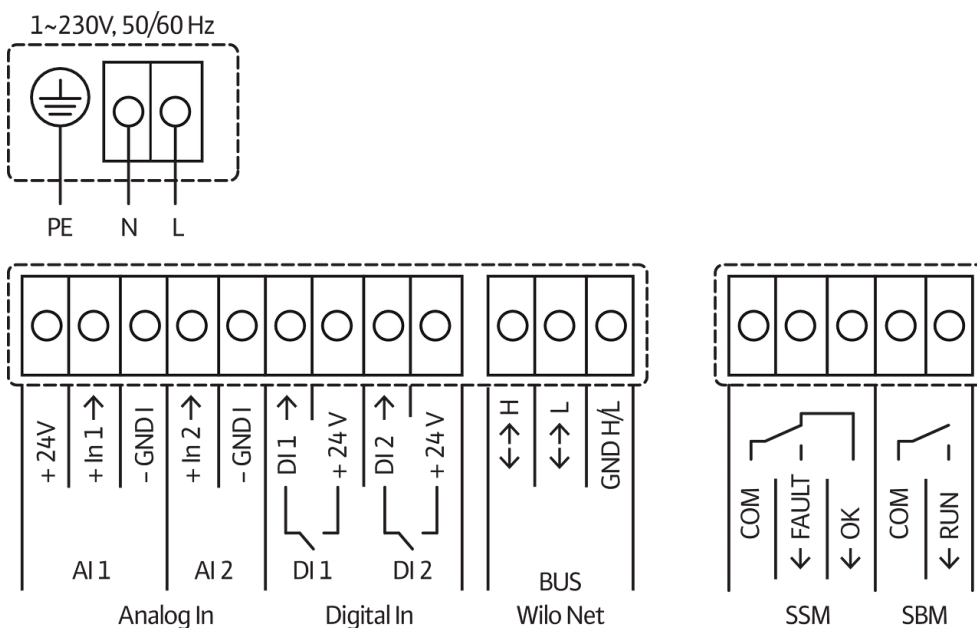 1~230V, 50/60 Hz
PE N L
+ 24V
+ In 1 →
- GND I
+ In 2 →
- GND I
DI 1 →
+ 24 V
DI 2 →
+ 24 V
←→ H
←→ L
GND H/L
COM
← FAULT
← OK
COM
← RUN
AI 1 AI 2 DI 1 DI 2 BUS
Analog In Digital In Wilo Net SSM SBM